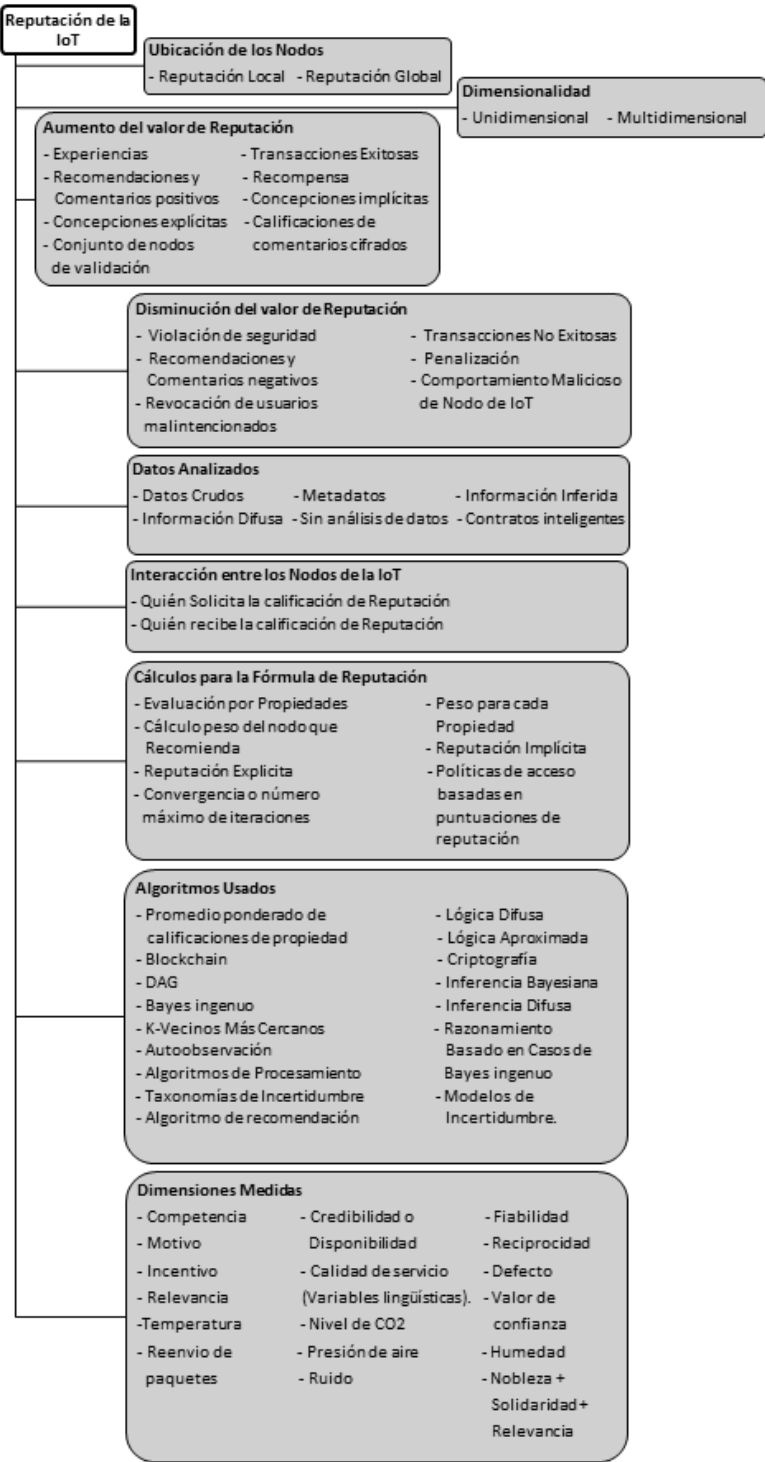 Reputación de la
IoT
Ubicación de los Nodos
- Reputación Local - Reputación Global
Dimensionalidad
- Unidimensional - Multidimensional
Aumento del valor de Reputación
- Experiencias
- Recomendaciones y
Comentarios positivos
- Concepciones explícitas
- Conjunto de nodos
de validación
- Transacciones Exitosas
- Recompensa
- Concepciones implícitas
- Calificaciones de
comentarios cifrados
Disminución del valor de Reputación
- Violación de seguridad
- Recomendaciones y
Comentarios negativos
- Revocación de usuarios
malintencionados
- Transacciones No Exitosas
- Penalización
- Comportamiento Malicioso
de Nodo de IoT
Datos Analizados
- Datos Crudos - Metadatos - Información Inferida
- Información Difusa - Sin análisis de datos - Contratos inteligentes
Interacción entre los Nodos de la IoT
- Quién Solicita la calificación de Reputación
- Quién recibe la calificación de Reputación
Cálculos para la Fórmula de Reputación
- Evaluación por Propiedades
- Cálculo peso del nodo que
Recomienda
- Reputación Explicita
- Convergencia o número
máximo de iteraciones
- Peso para cada
Propiedad
- Reputación Implícita
- Políticas de acceso
basadas en
puntuaciones de
reputación
Algoritmos Usados
- Promedio ponderado de
calificaciones de propiedad
- Blockchain
- DAG
- Bayes ingenuo
- K-Vecinos Más Cercanos
- Autoobservación
- Algoritmos de Procesamiento
- Taxonomías de Incertidumbre
- Algoritmo de recomendación
- Lógica Difusa
- Lógica Aproximada
- Criptografía
- Inferencia Bayesiana
- Inferencia Difusa
- Razonamiento
Basado en Casos de
Bayes ingenuo
- Modelos de
Incertidumbre.
Dimensiones Medidas
- Competencia
- Motivo
- Incentivo
- Relevancia
-Temperatura
- Reenvio de
paquetes
- Credibilidad o
Disponibilidad
- Calidad de servicio
(Variables lingüísticas).
- Nivel de CO2
- Presión de aire
- Ruido
- Fiabilidad
- Reciprocidad
- Defecto
- Valor de
confianza
- Humedad
- Nobleza +
Solidaridad +
Relevancia